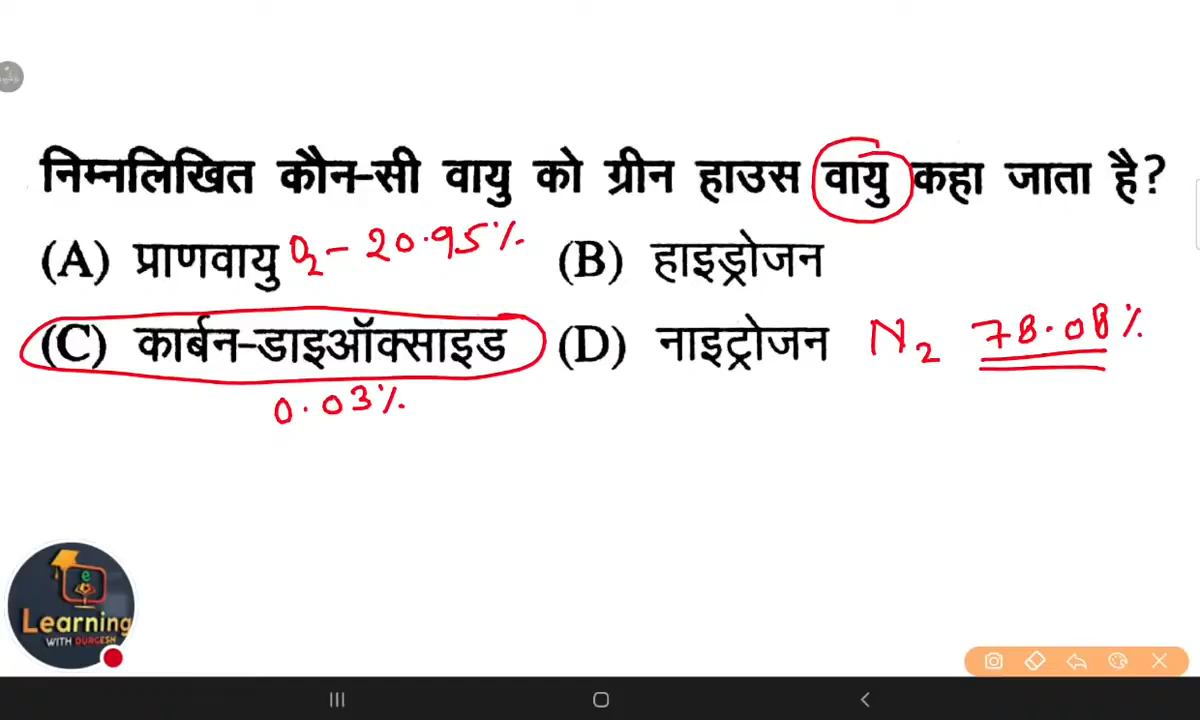 निम्नलिखित कौन-सी वायु को ग्रीन हाउस वायु कहा जाता है?
(A) प्राणवायु O2 - 20.95% (B) हाइड्रोजन
(C) कार्बन-डाइऑक्साइड (D) नाइट्रोजन N2 78.08%
0.03%
e
Learning
WITH DURGESH